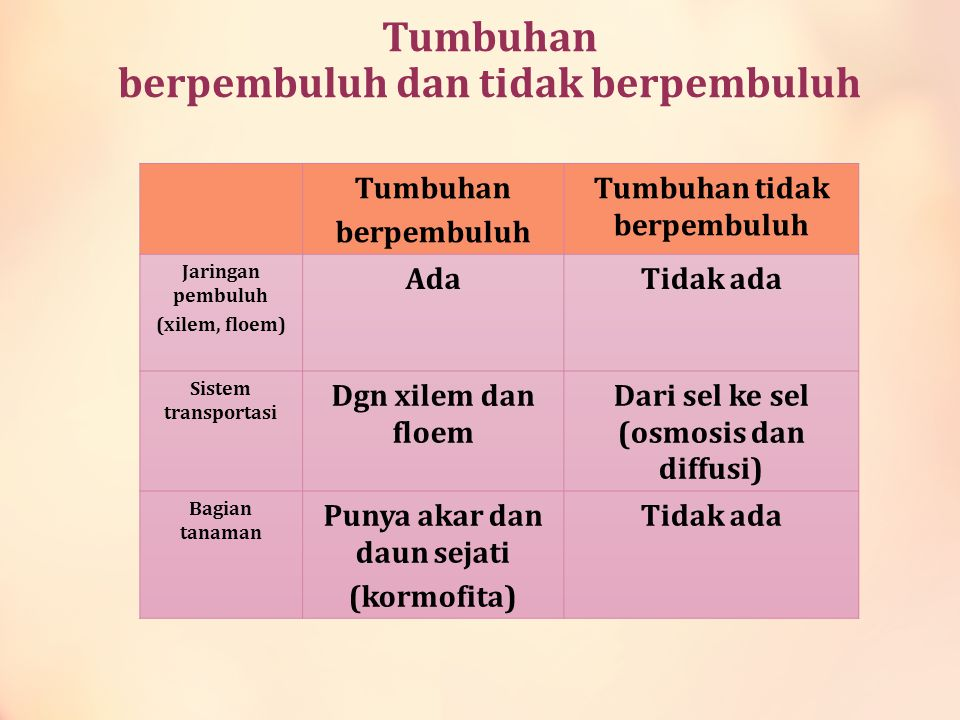 Tumbuhan
berpembuluh dan tidak berpembuluh
Tumbuhan
berpembuluh
Tumbuhan tidak
berpembuluh
Jaringan
pembuluh
(xilem, floem)
Ada
Tidak ada
Sistem
transportasi
Dgn xilem dan
floem
Dari sel ke sel
(osmosis dan
diffusi)
Bagian
tanaman
Punya akar dan
daun sejati
(kormofita)
Tidak ada